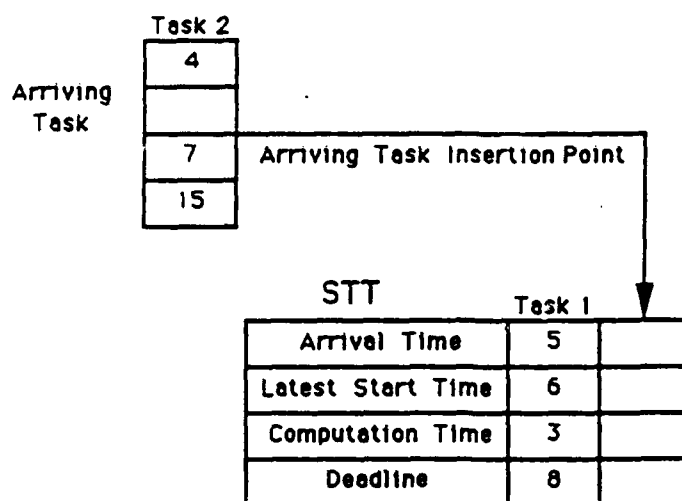 Task 2
4
Arriving
Task
7
Arriving Task Insertion Point
15
STT
Task 1
Arrival Time 5
Latest Start Time 6
Computation Time 3
Deadline 8